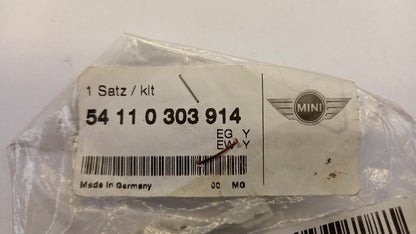 1 Satz / kit
54 11 0 303 914
EG Y
EW Y
Made in Germany 00 MG
MINI